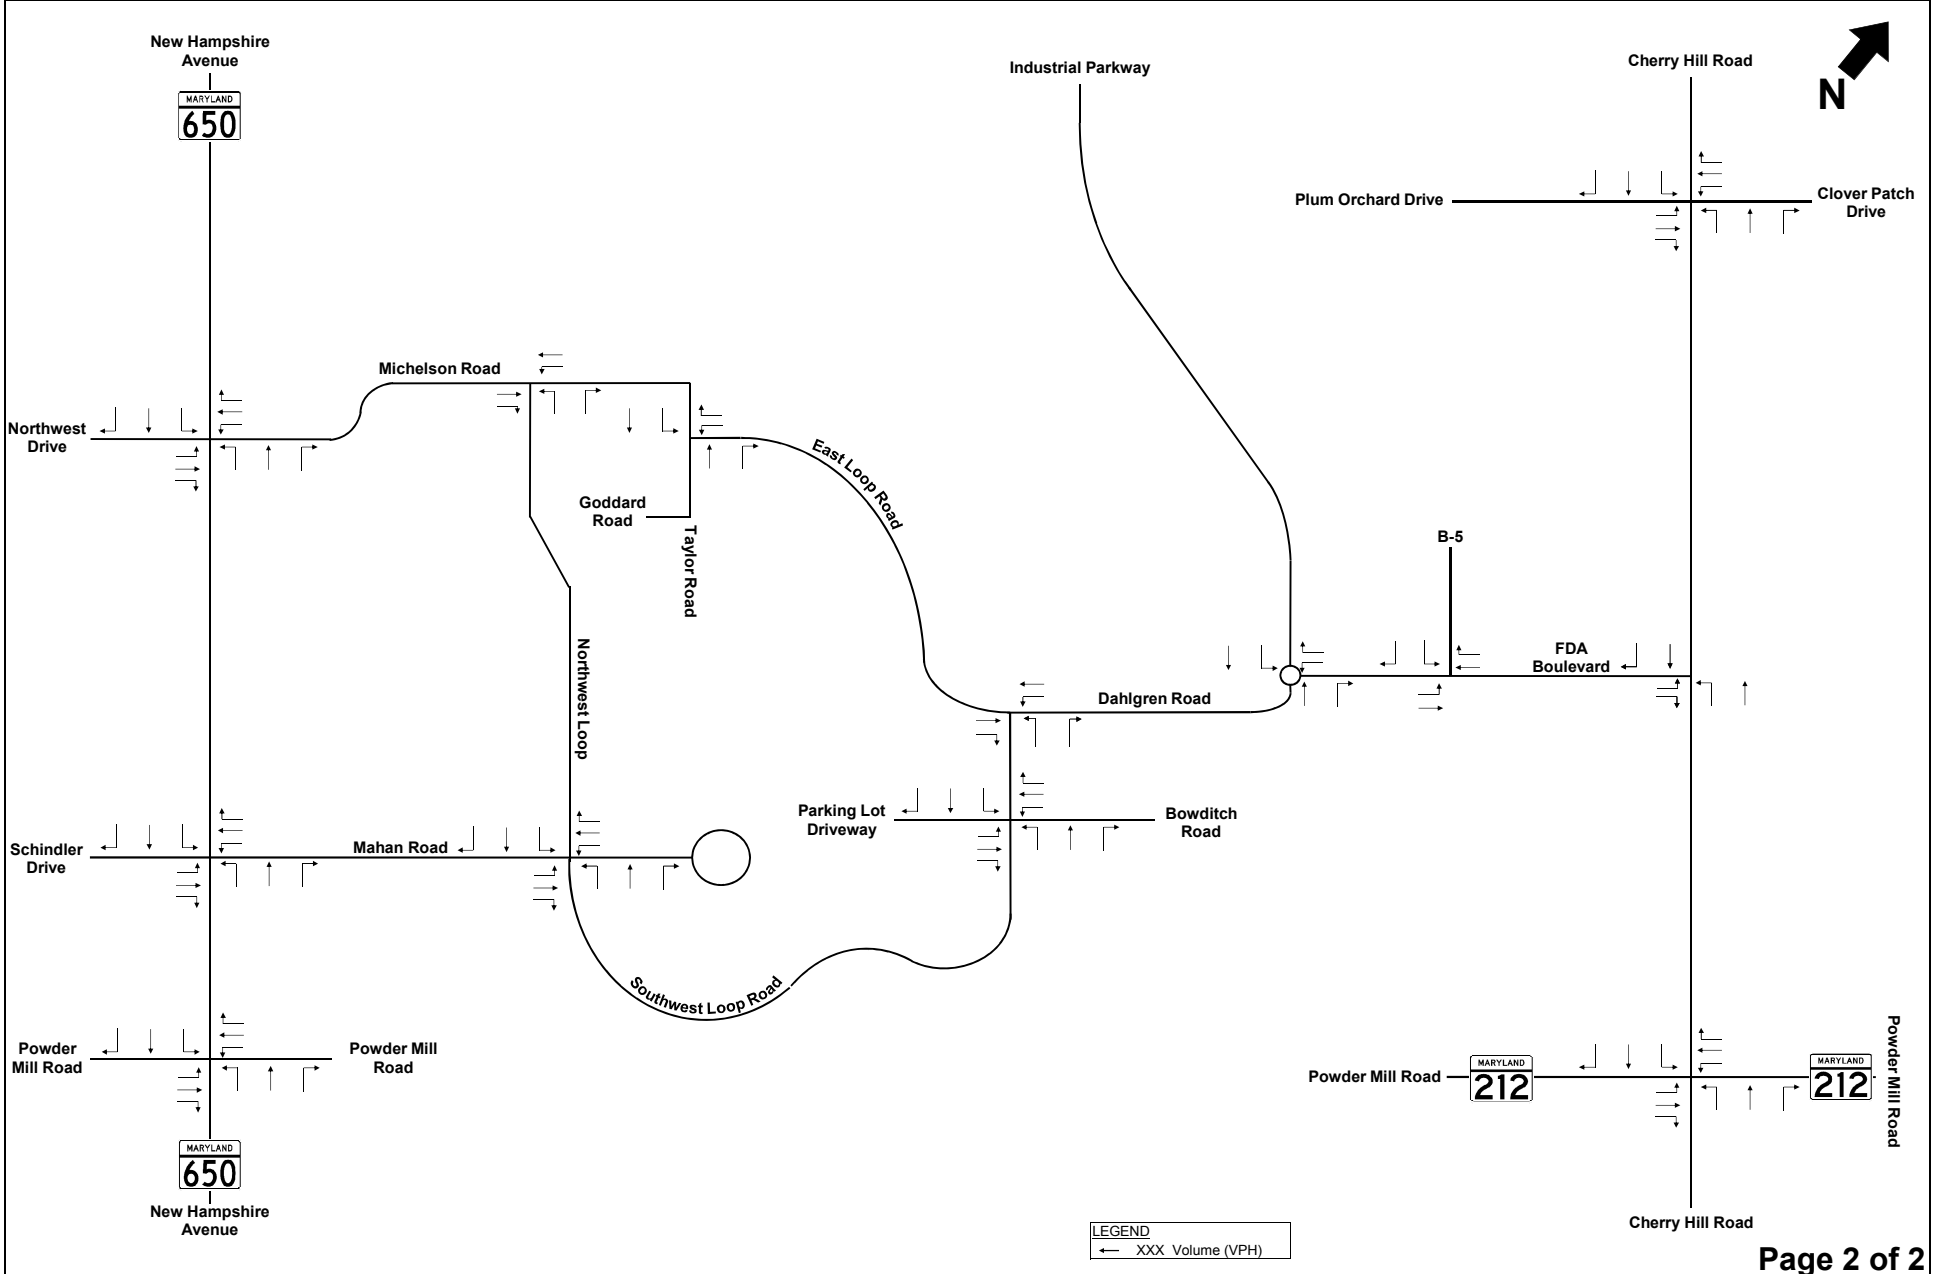 New Hampshire
Avenue
MARYLAND
650
Industrial Parkway
Cherry Hill Road
N
Plum Orchard Drive
Clover Patch
Drive
Michelson Road
Northwest
Drive
East Loop Road
Goddard
Road
Taylor Road
B-5
Northwest Loop
FDA
Boulevard
Dahlgren Road
Parking Lot
Driveway
Bowditch
Road
Schindler
Drive
Mahan Road
Southwest Loop Road
Powder
Mill Road
Powder Mill
Road
Powder Mill Road
MARYLAND
212
MARYLAND
212
Powder Mill Road
MARYLAND
650
New Hampshire
Avenue
Cherry Hill Road
LEGEND
XXX Volume (VPH)
Page 2 of 2